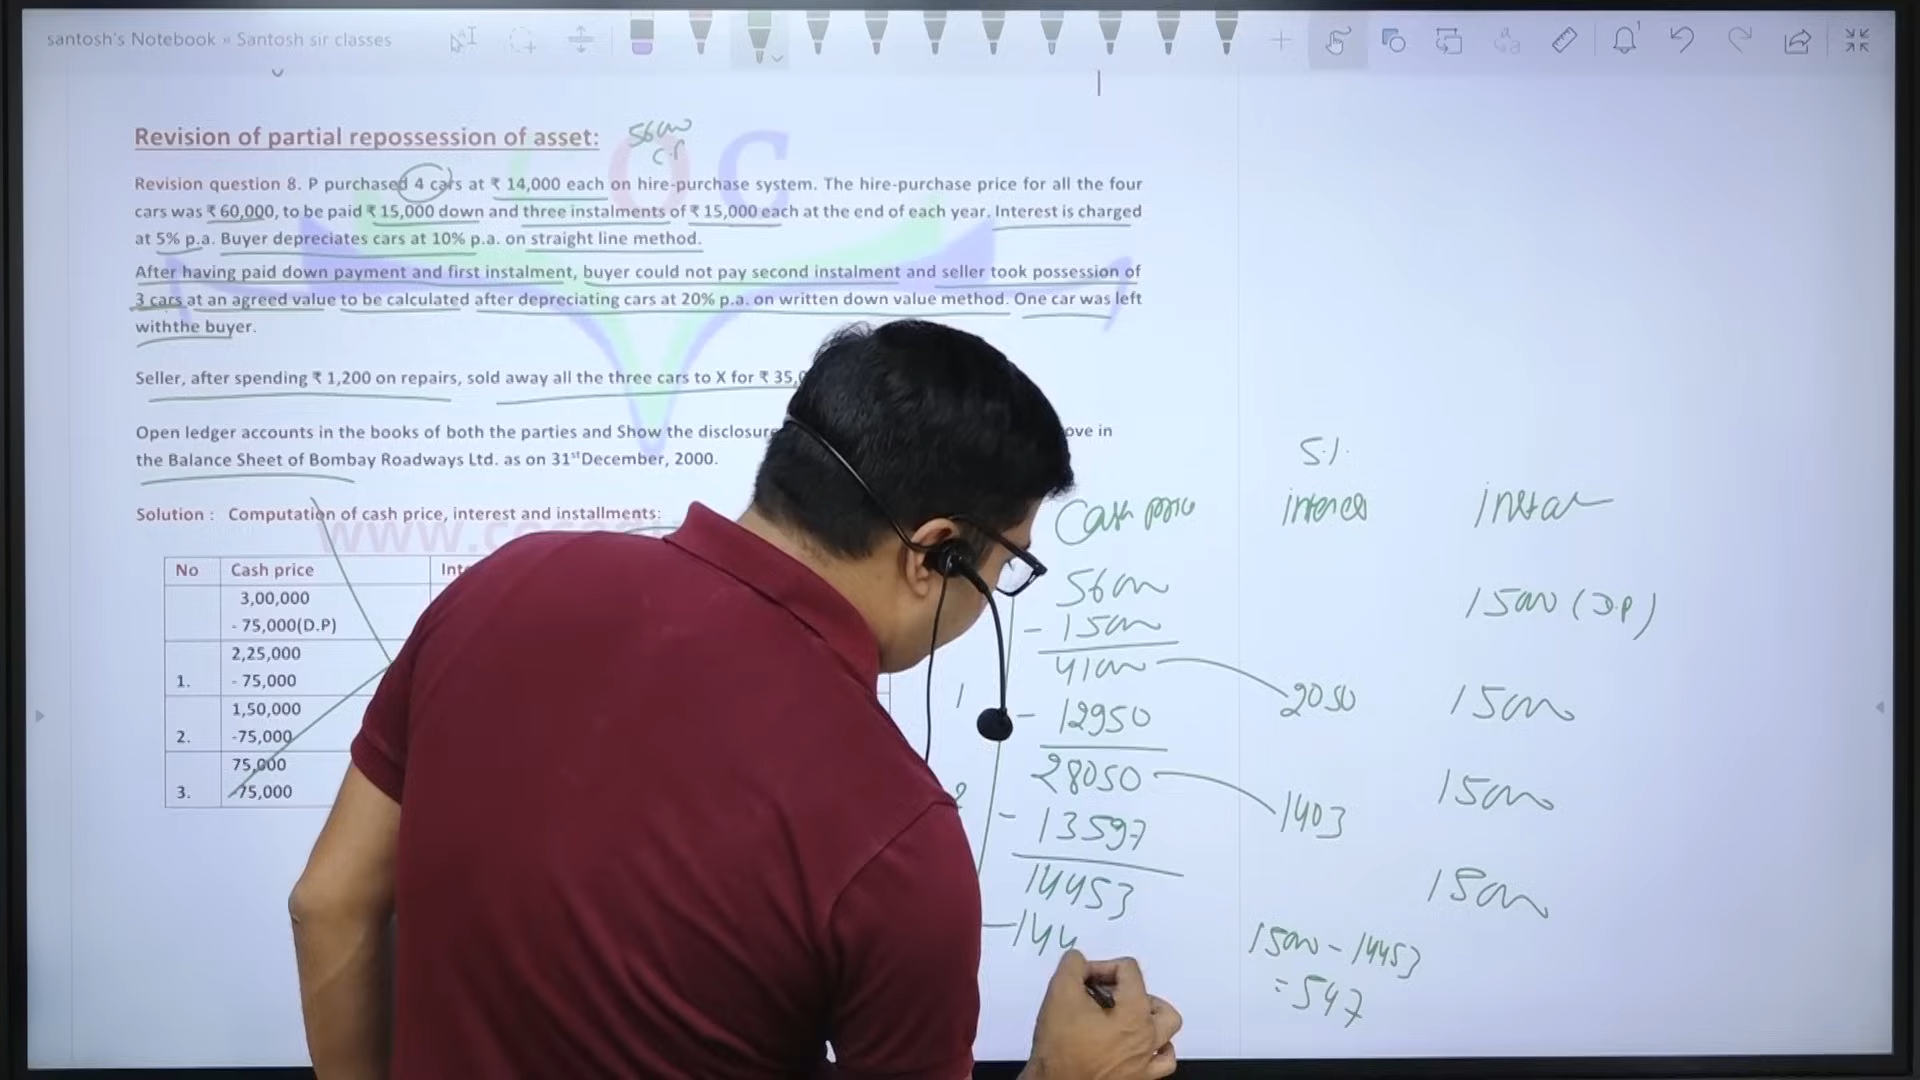 santosh's Notebook » Santosh sir classes
Revision of partial repossession of asset:
56000
C.P
Revision question 8. P purchased 4 cars at ₹ 14,000 each on hire-purchase system. The hire-purchase price for all the four
cars was ₹ 60,000, to be paid ₹ 15,000 down and three instalments of ₹ 15,000 each at the end of each year. Interest is charged
at 5% p.a. Buyer depreciates cars at 10% p.a. on straight line method.
After having paid down payment and first instalment, buyer could not pay second instalment and seller took possession of
3 cars at an agreed value to be calculated after depreciating cars at 20% p.a. on written down value method. One car was left
withthe buyer.
Seller, after spending ₹ 1,200 on repairs, sold away all the three cars to X for ₹ 35,
Open ledger accounts in the books of both the parties and Show the disclosure ove in
the Balance Sheet of Bombay Roadways Ltd. as on 31st December, 2000.
Solution : Computation of cash price, interest and installments:
No Cash price Inte
3,00,000
- 75,000(D.P)
2,25,000
1. - 75,000
1,50,000
2. -75,000
75,000
3. -75,000
5%
Cash price interes instal
56000
- 15000 15000 (D.P)
41000
1 - 12950 2050 15000
28050
2 - 13597 1403 15000
14453
- 144 15000
15000 - 14453
= 547